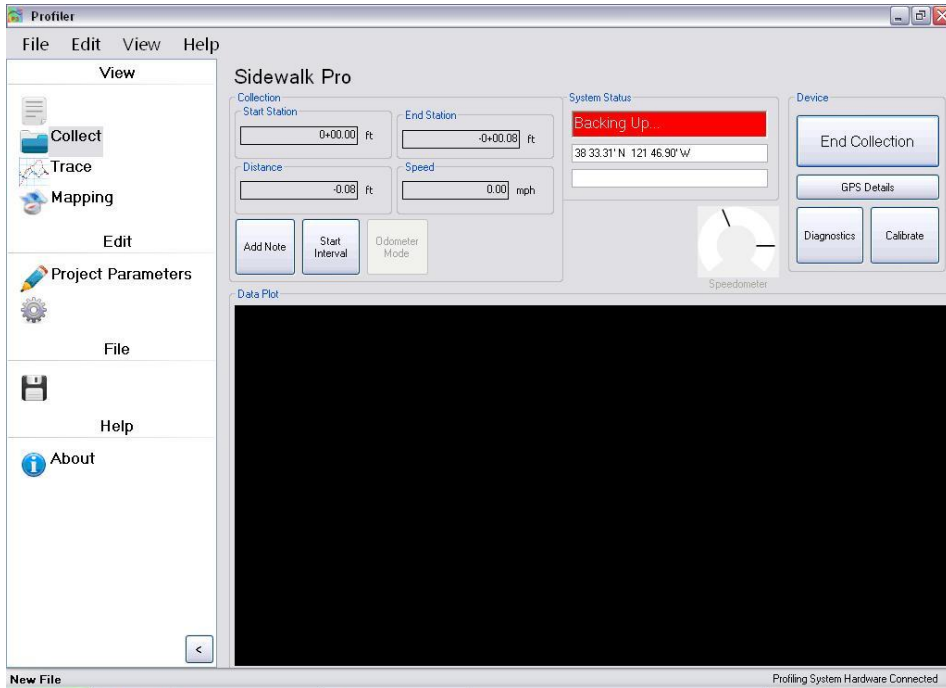 Profiler
File Edit View Help
View
Collect
Trace
Mapping
Edit
Project Parameters
File
Help
About
<
Sidewalk Pro
Collection
Start Station
0+00.00 ft
End Station
-0+00.08 ft
Distance
-0.08 ft
Speed
0.00 mph
Add Note
Start
Interval
Odometer
Mode
System Status
Backing Up...
38 33.31' N 121 46.90' W
Speedometer
Device
End Collection
GPS Details
Diagnostics
Calibrate
Data Plot
New File
Profiling System Hardware Connected